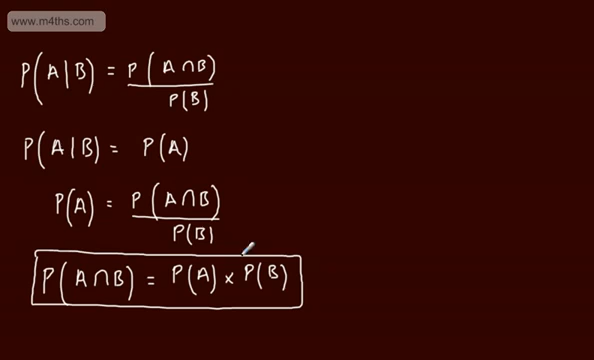 www.m4ths.com
P(A|B) = P(A∩B)/P(B)
P(A|B) = P(A)
P(A) = P(A∩B)/P(B)
P(A∩B) = P(A) × P(B)